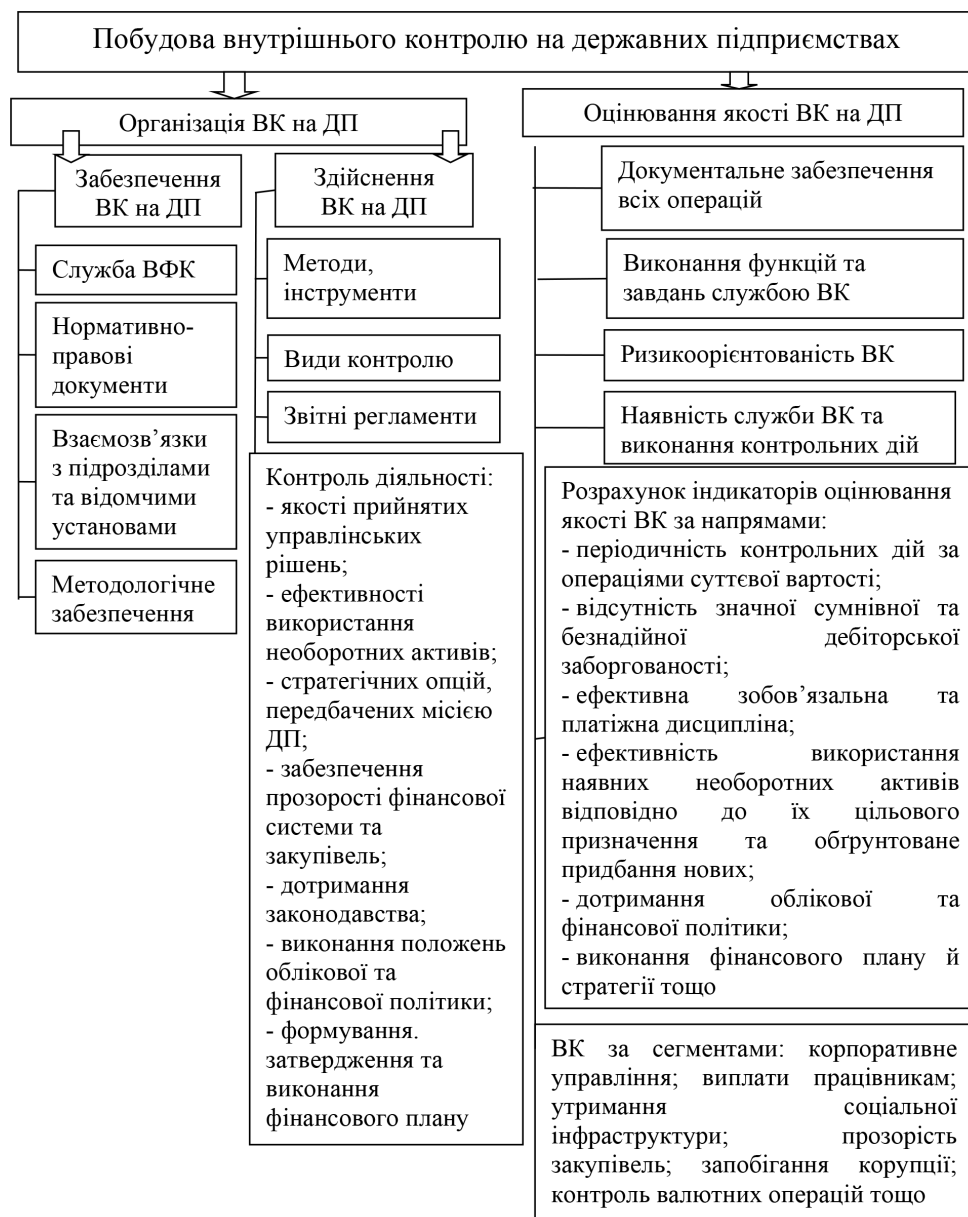 Побудова внутрішнього контролю на державних підприємствах
Організація ВК на ДП
Забезпечення
ВК на ДП
Служба ВФК
Нормативно-
правові
документи
Взаємозв’язки
з підрозділами
та відомчими
установами
Методологічне
забезпечення
Здійснення
ВК на ДП
Методи,
інструменти
Види контролю
Звітні регламенти
Контроль діяльності:
- якості прийнятих
управлінських
рішень;
- ефективності
використання
необоротних активів;
- стратегічних опцій,
передбачених місією
ДП;
- забезпечення
прозорості фінансової
системи та
закупівель;
- дотримання
законодавства;
- виконання положень
облікової та
фінансової політики;
- формування.
затвердження та
виконання
фінансового плану
Оцінювання якості ВК на ДП
Документальне забезпечення
всіх операцій
Виконання функцій та
завдань службою ВК
Ризикоорієнтованість ВК
Наявність служби ВК та
виконання контрольних дій
Розрахунок індикаторів оцінювання
якості ВК за напрямами:
- періодичність контрольних дій за
операціями суттєвої вартості;
- відсутність значної сумнівної та
безнадійної дебіторської
заборгованості;
- ефективна зобов’язальна та
платіжна дисципліна;
- ефективність використання
наявних необоротних активів
відповідно до їх цільового
призначення та обґрунтоване
придбання нових;
- дотримання облікової та
фінансової політики;
- виконання фінансового плану й
стратегії тощо
ВК за сегментами: корпоративне
управління; виплати працівникам;
утримання соціальної
інфраструктури; прозорість
закупівель; запобігання корупції;
контроль валютних операцій тощо